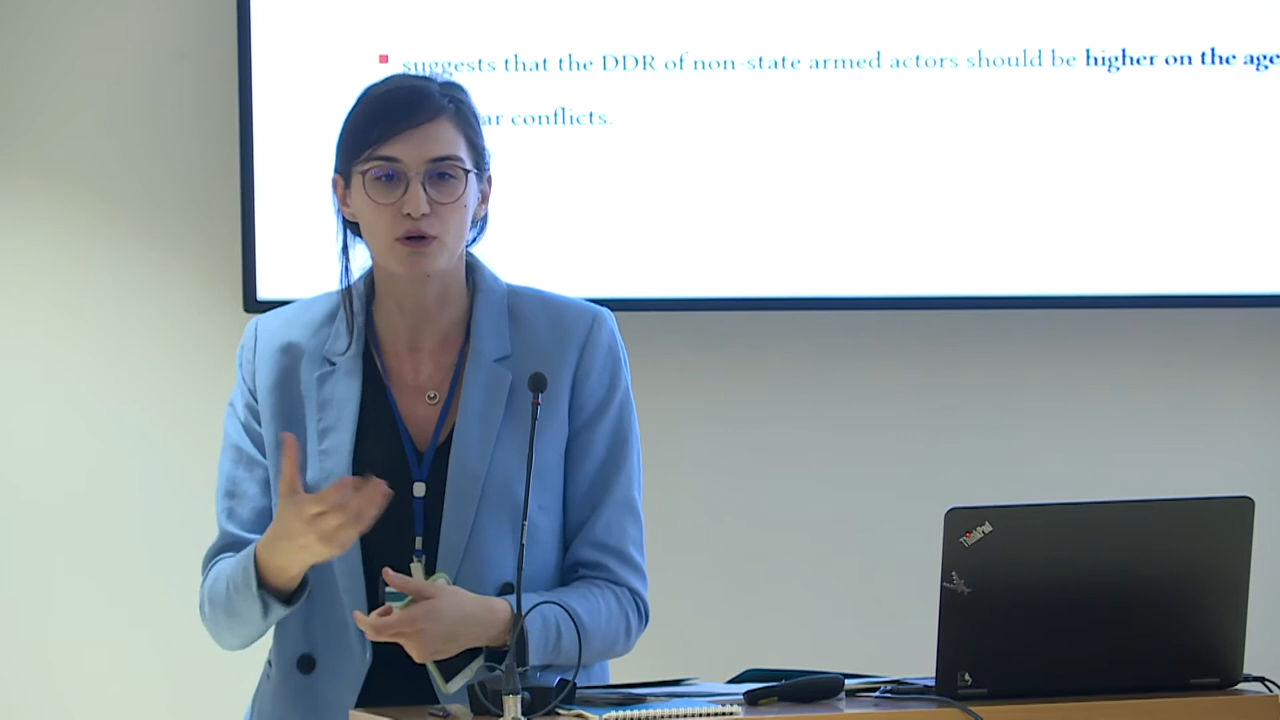 suggests that the DDR of non-state armed actors should be higher on the age
ar conflicts.
ThinkPad